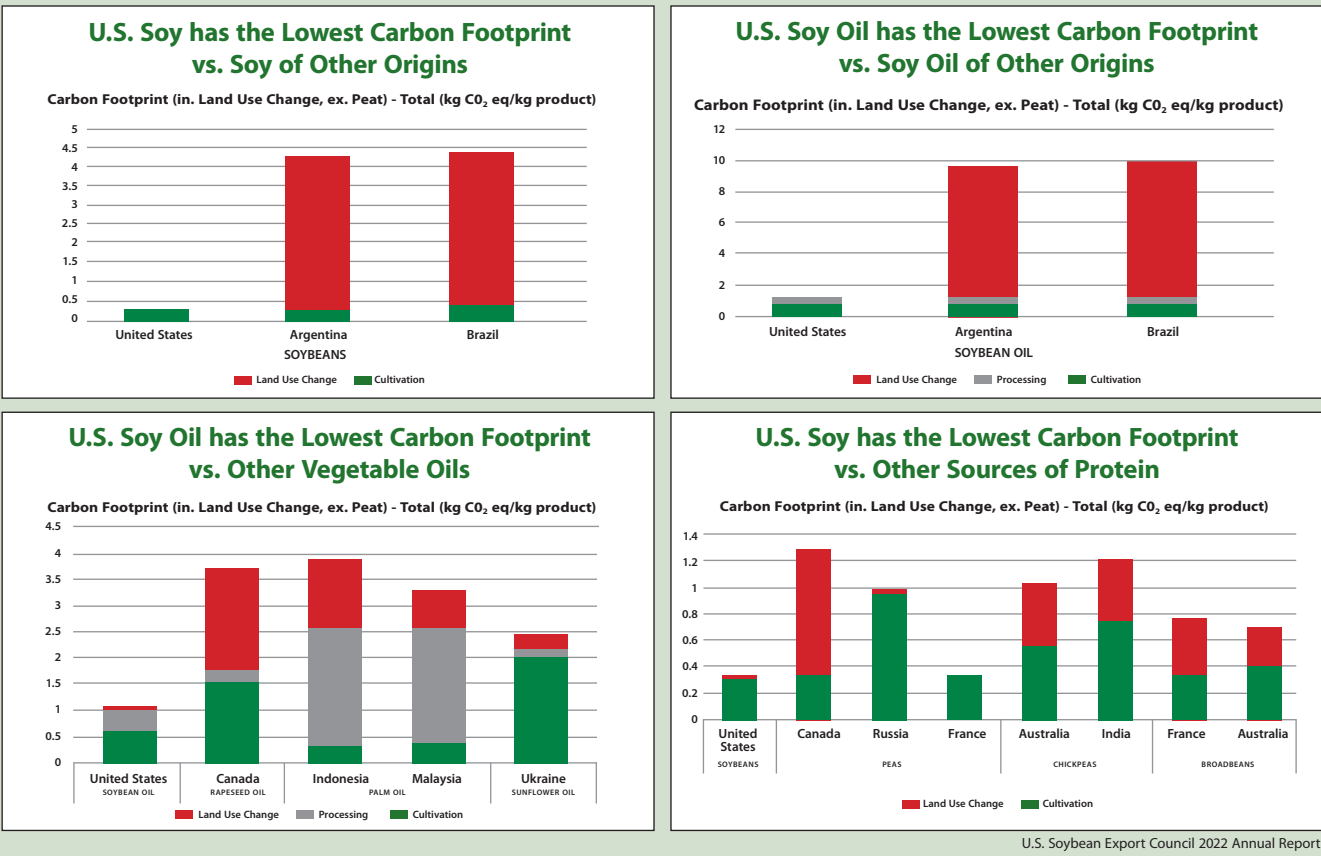 U.S. Soy has the Lowest Carbon Footprint
vs. Soy of Other Origins
Carbon Footprint (in. Land Use Change, ex. Peat) - Total (kg C0₂ eq/kg product)
5
4.5
4
3.5
3
2.5
2
1.5
1
0.5
0
United States Argentina Brazil
SOYBEANS
Land Use Change Cultivation
U.S. Soy Oil has the Lowest Carbon Footprint
vs. Soy Oil of Other Origins
Carbon Footprint (in. Land Use Change, ex. Peat) - Total (kg C0₂ eq/kg product)
12
10
8
6
4
2
0
United States Argentina Brazil
SOYBEAN OIL
Land Use Change Processing Cultivation
U.S. Soy Oil has the Lowest Carbon Footprint
vs. Other Vegetable Oils
Carbon Footprint (in. Land Use Change, ex. Peat) - Total (kg C0₂ eq/kg product)
4.5
4
3.5
3
2.5
2
1.5
1
0.5
0
United States Canada Indonesia Malaysia Ukraine
SOYBEAN OIL RAPESEED OIL PALM OIL SUNFLOWER OIL
Land Use Change Processing Cultivation
U.S. Soy has the Lowest Carbon Footprint
vs. Other Sources of Protein
Carbon Footprint (in. Land Use Change, ex. Peat) - Total (kg C0₂ eq/kg product)
1.4
1.2
1
0.8
0.6
0.4
0.2
0
United Canada Russia France Australia India France Australia
States
SOYBEANS PEAS CHICKPEAS BROADBEANS
Land Use Change Cultivation
U.S. Soybean Export Council 2022 Annual Report